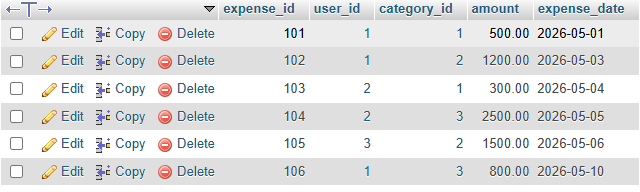 expense_id user_id category_id amount expense_date
Edit Copy Delete 101 1 1 500.00 2026-05-01
Edit Copy Delete 102 1 2 1200.00 2026-05-03
Edit Copy Delete 103 2 1 300.00 2026-05-04
Edit Copy Delete 104 2 3 2500.00 2026-05-05
Edit Copy Delete 105 3 2 1500.00 2026-05-06
Edit Copy Delete 106 1 3 800.00 2026-05-10